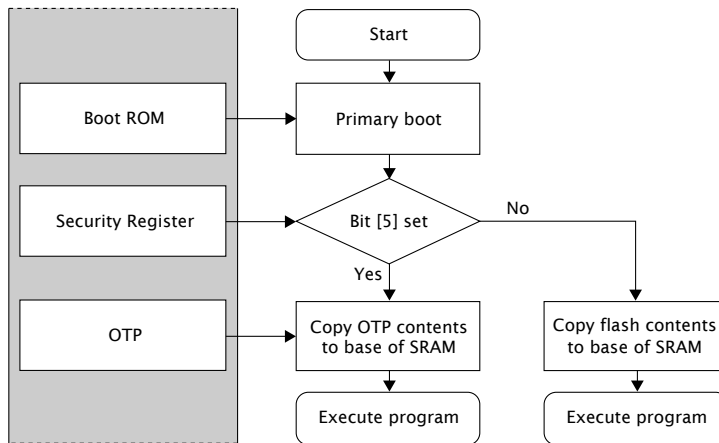 Start
Boot ROM
Primary boot
Security Register
Bit [5] set
No
Yes
OTP
Copy OTP contents
to base of SRAM
Copy flash contents
to base of SRAM
Execute program
Execute program